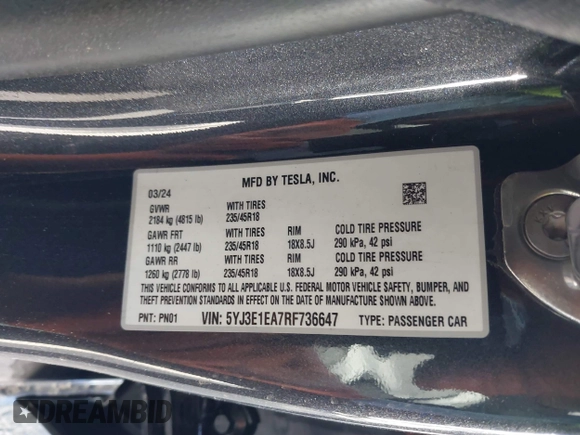 MFD BY TESLA, INC.
03/24
GVWR WITH TIRES
2184 kg (4815 lb) 235/45R18
GAWR FRT WITH TIRES RIM COLD TIRE PRESSURE
1110 kg (2447 lb) 235/45R18 18X8.5J 290 kPa, 42 psi
GAWR RR WITH TIRES RIM COLD TIRE PRESSURE
1260 kg (2778 lb) 235/45R18 18X8.5J 290 kPa, 42 psi
THIS VEHICLE CONFORMS TO ALL APPLICABLE U.S. FEDERAL MOTOR VEHICLE SAFETY, BUMPER, AND
THEFT PREVENTION STANDARDS IN EFFECT ON THE DATE OF MANUFACTURE SHOWN ABOVE.
PNT: PN01 VIN: 5YJ3E1EA7RF736647 TYPE: PASSENGER CAR
DREAMBID